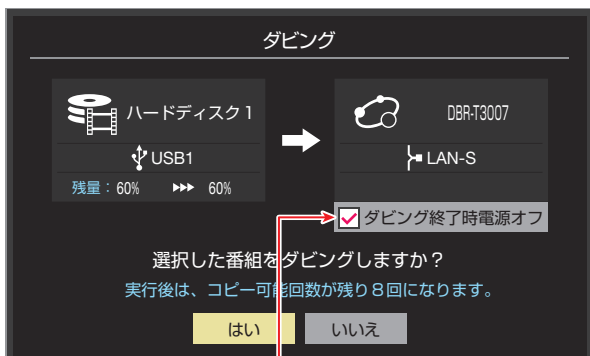 ダビング
ハードディスク1
DBR-T3007
USB1
LAN-S
残量：60% 60%
ダビング終了時電源オフ
選択した番組をダビングしますか？
実行後は、コピー可能回数が残り８回になります。
はい いいえ